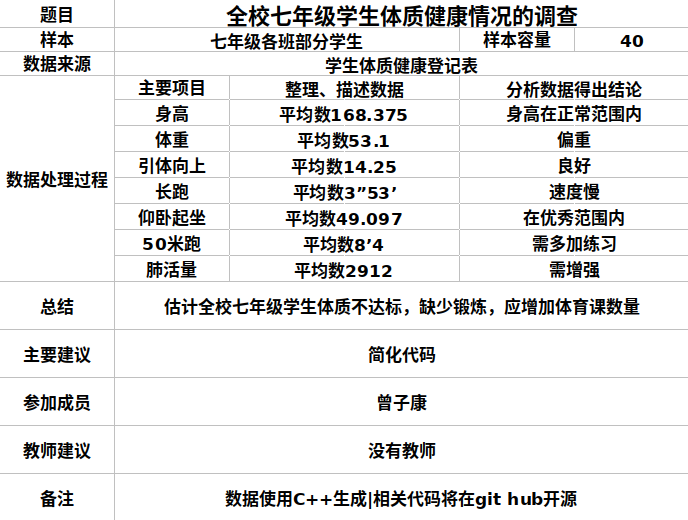 题目 全校七年级学生体质健康情况的调查
样本 七年级各班部分学生 样本容量 40
数据来源 学生体质健康登记表
数据处理过程 主要项目 整理、描述数据 分析数据得出结论
身高 平均数168.375 身高在正常范围内
体重 平均数53.1 偏重
引体向上 平均数14.25 良好
长跑 平均数3”53’ 速度慢
仰卧起坐 平均数49.097 在优秀范围内
50米跑 平均数8’4 需多加练习
肺活量 平均数2912 需增强
总结 估计全校七年级学生体质不达标，缺少锻炼，应增加体育课数量
主要建议 简化代码
参加成员 曾子康
教师建议 没有教师
备注 数据使用C++生成|相关代码将在git hub开源